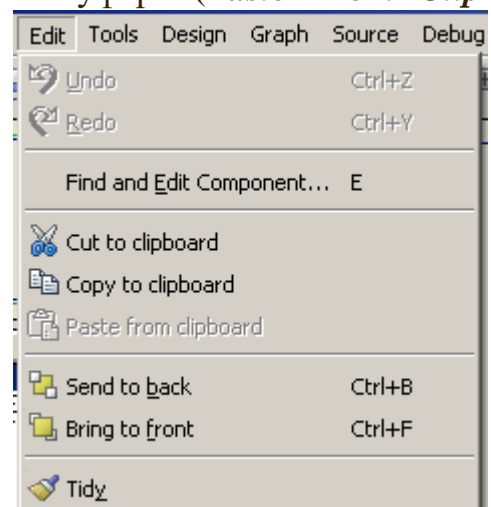 Edit Tools Design Graph Source Debug
Undo Ctrl+Z
Redo Ctrl+Y
Find and Edit Component... E
Cut to clipboard
Copy to clipboard
Paste from clipboard
Send to back Ctrl+B
Bring to front Ctrl+F
Tidy